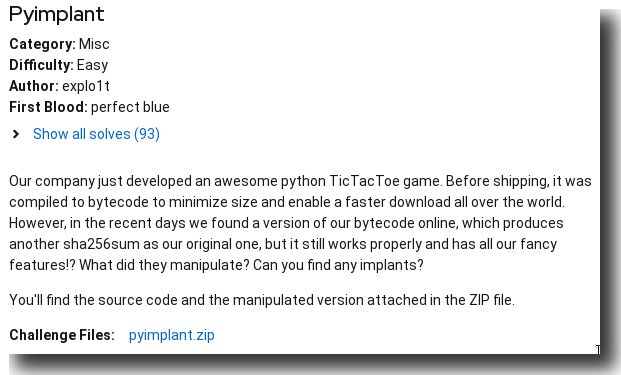 Pyimplant
Category: Misc
Difficulty: Easy
Author: explo1t
First Blood: perfect blue
Show all solves (93)
Our company just developed an awesome python TicTacToe game. Before shipping, it was
compiled to bytecode to minimize size and enable a faster download all over the world.
However, in the recent days we found a version of our bytecode online, which produces
another sha256sum as our original one, but it still works properly and has all our fancy
features!? What did they manipulate? Can you find any implants?
You'll find the source code and the manipulated version attached in the ZIP file.
Challenge Files: pyimplant.zip